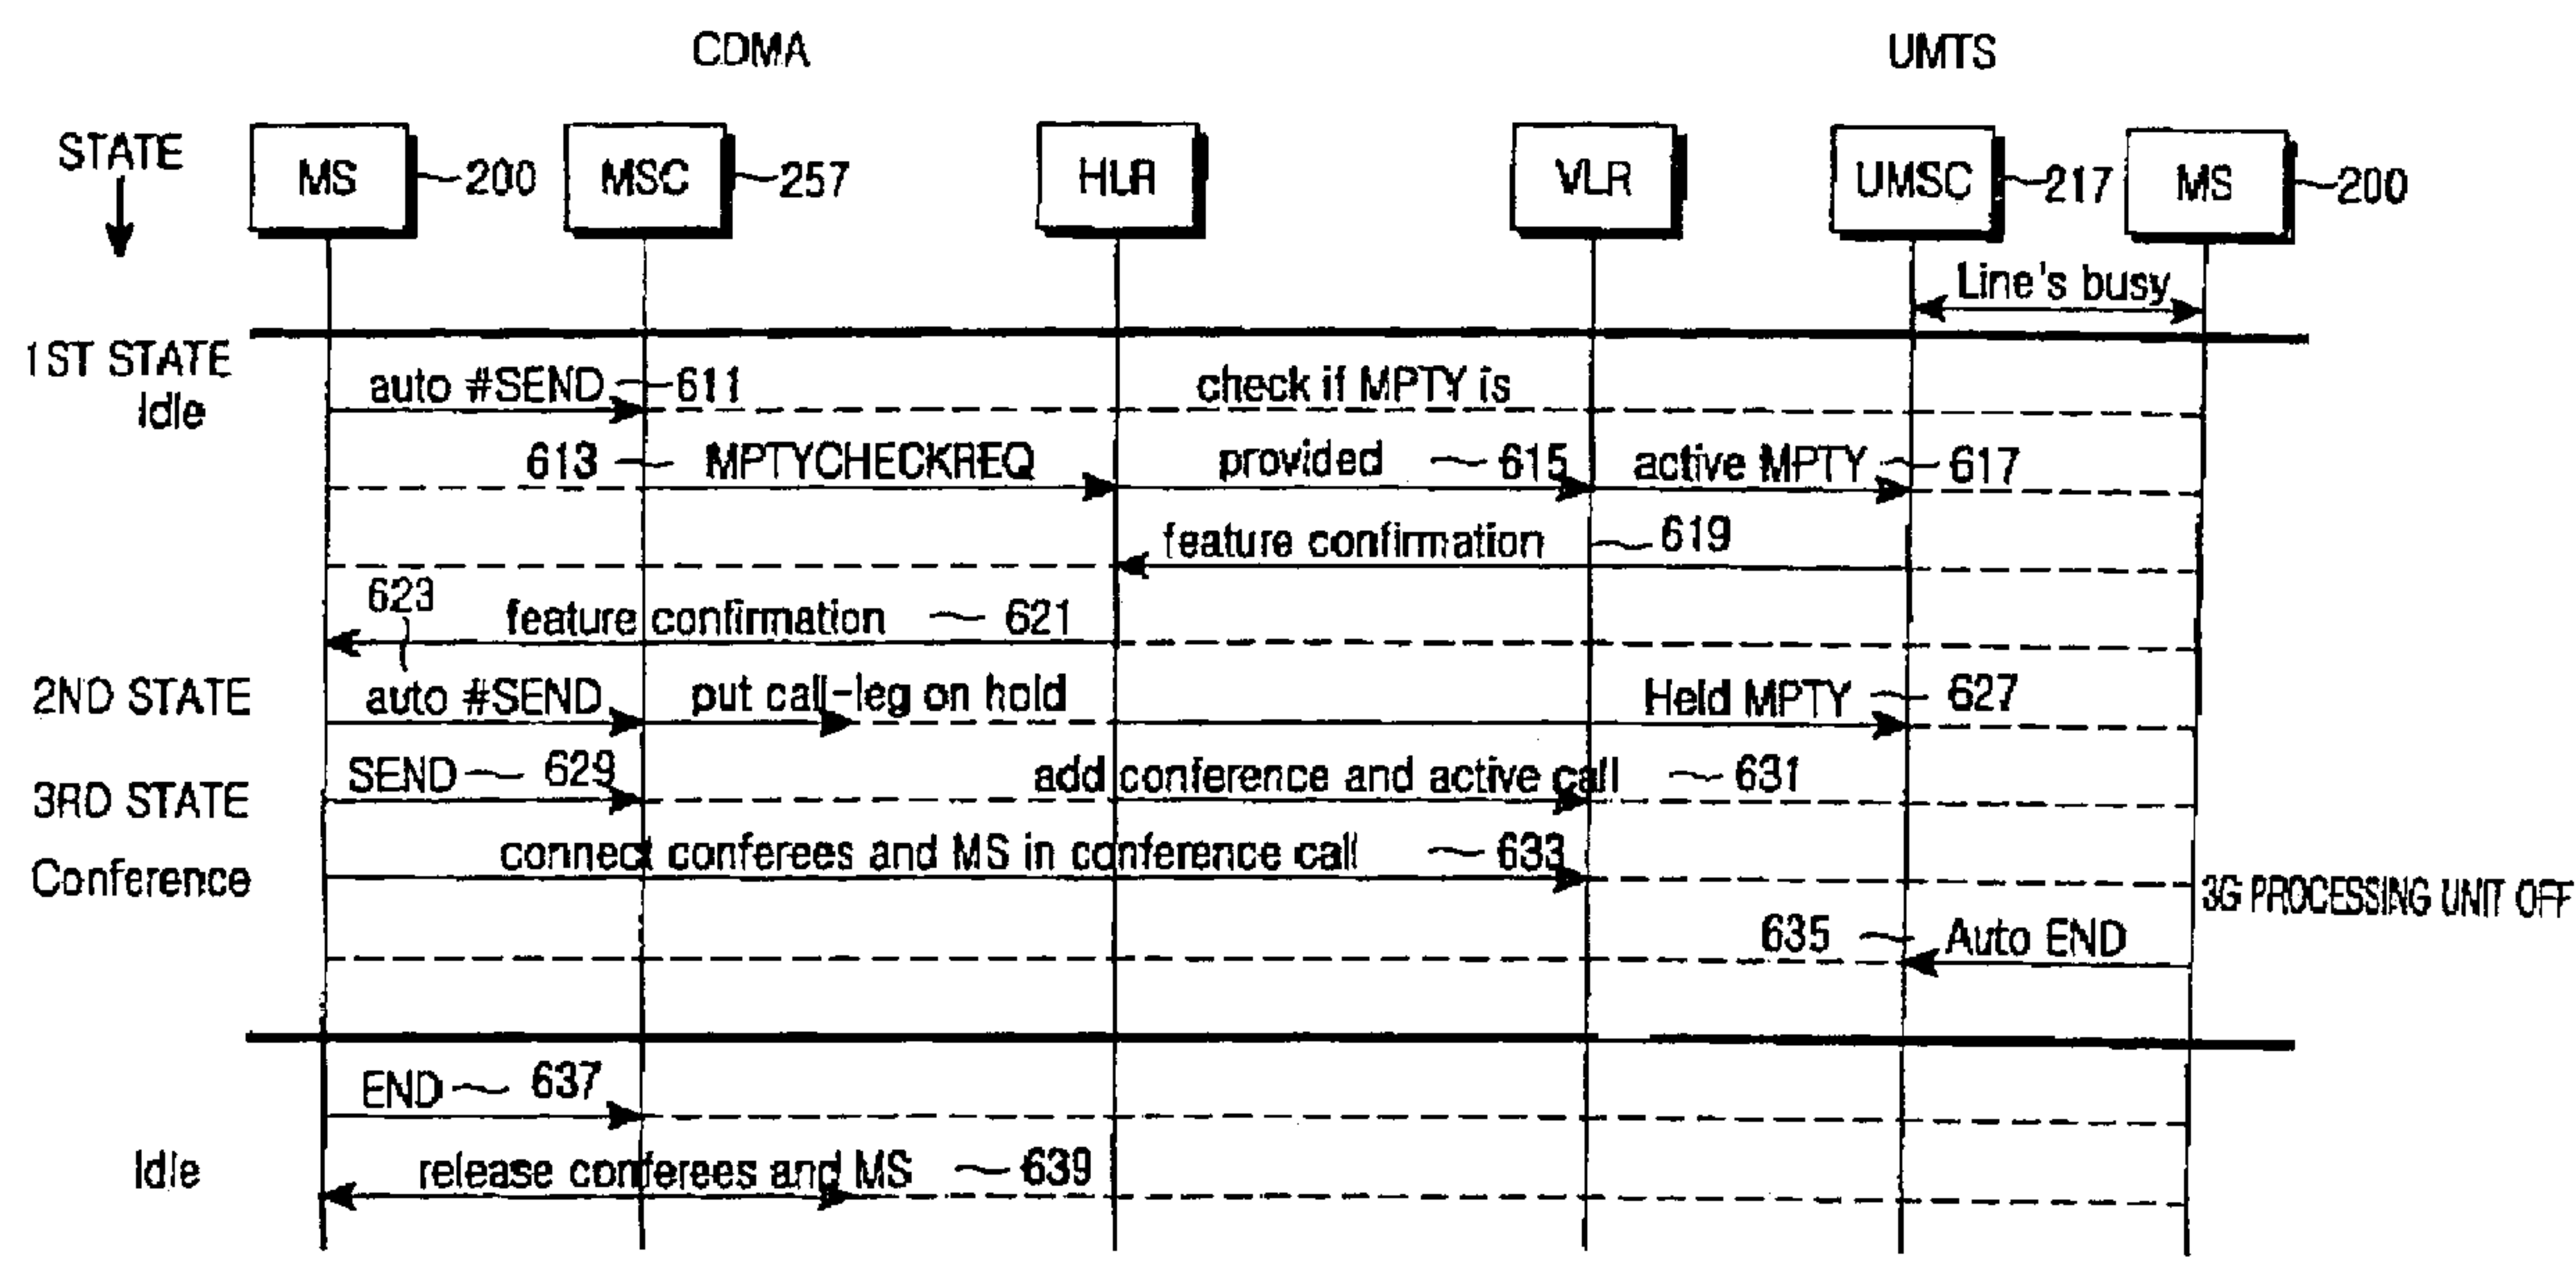 CDMA UMTS
STATE
MS 200 MSC 257 HLR VLR UMSC 217 MS 200
Line's busy
1ST STATE
Idle
auto #SEND 611 check if MPTY is
613 MPTYCHECKREQ provided 615 active MPTY 617
feature confirmation 619
623
feature confirmation 621
2ND STATE auto #SEND put call-leg on hold Held MPTY 627
3RD STATE SEND 629 add conference and active call 631
Conference connect conferees and MS in conference call 633
3G PROCESSING UNIT OFF
635 Auto END
END 637
Idle release conferees and MS 639